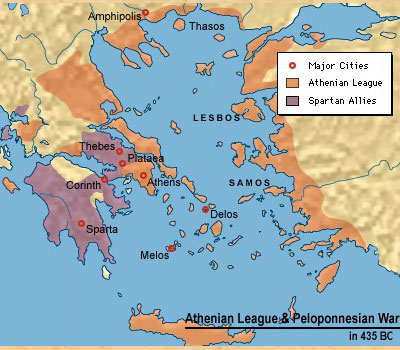 Amphipolis
Thasos
Major Cities
Athenian League
Spartan Allies
LESBOS
Thebes
Plataea
Corinth
Athens
SAMOS
Delos
Sparta
Melos
Athenian League & Peloponnesian War
in 435 BC